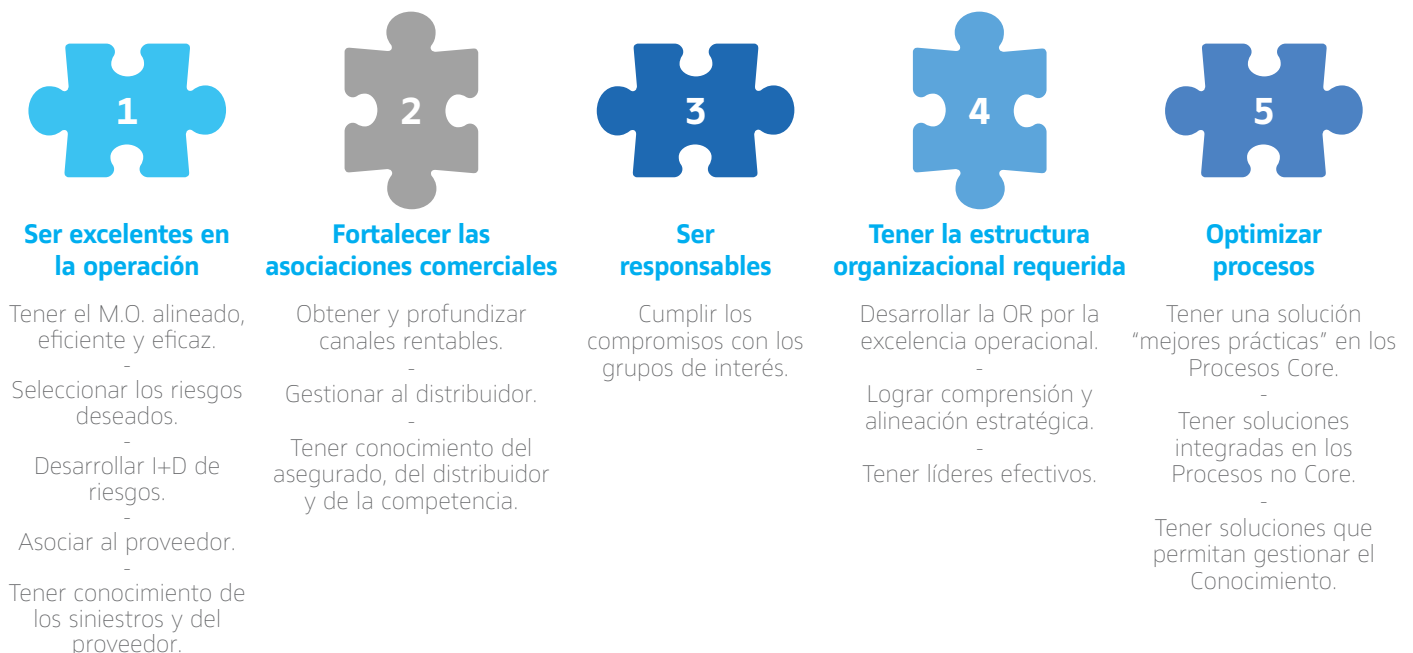 1
Ser excelentes en
la operación
Tener el M.O. alineado,
eficiente y eficaz.
-
Seleccionar los riesgos
deseados.
-
Desarrollar I+D de
riesgos.
-
Asociar al proveedor.
-
Tener conocimiento de
los siniestros y del
proveedor.
2
Fortalecer las
asociaciones comerciales
Obtener y profundizar
canales rentables.
-
Gestionar al distribuidor.
-
Tener conocimiento del
asegurado, del distribuidor
y de la competencia.
3
Ser
responsables
Cumplir los
compromisos con los
grupos de interés.
4
Tener la estructura
organizacional requerida
Desarrollar la OR por la
excelencia operacional.
-
Lograr comprensión y
alineación estratégica.
-
Tener líderes efectivos.
5
Optimizar
procesos
Tener una solución
“mejores prácticas” en los
Procesos Core.
-
Tener soluciones
integradas en los
Procesos no Core.
-
Tener soluciones que
permitan gestionar el
Conocimiento.